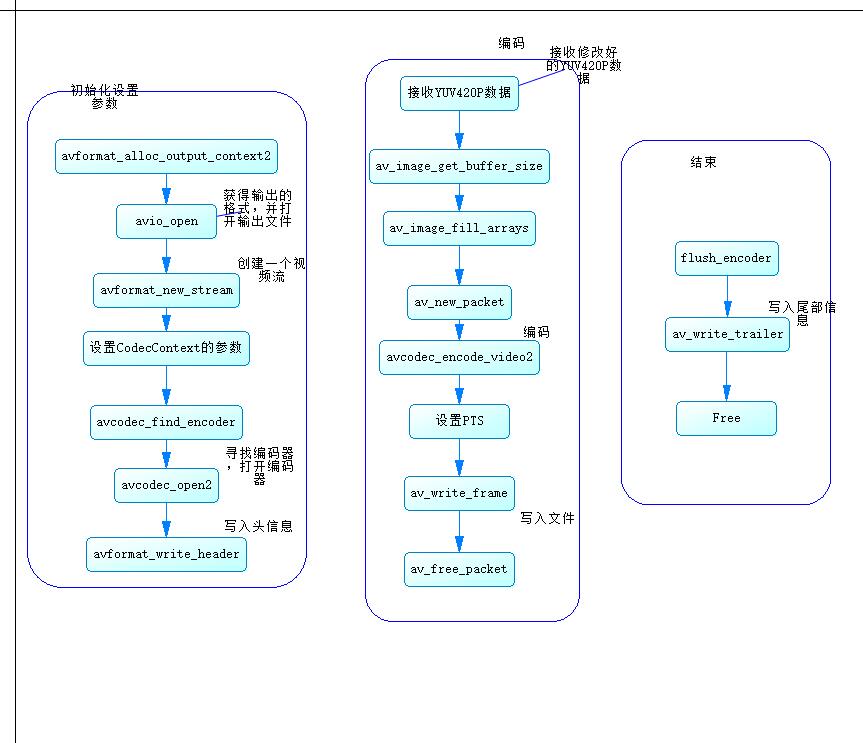 初始化设置
参数
avformat_alloc_output_context2
获得输出的
格式，并打
开输出文件
avio_open
创建一个视
频流
avformat_new_stream
设置CodecContext的参数
avcodec_find_encoder
寻找编码器
，打开编码
器
avcodec_open2
写入头信息
avformat_write_header
编码
接收修改好
的YUV420P数
据
接收YUV420P数据
av_image_get_buffer_size
av_image_fill_arrays
av_new_packet
编码
avcodec_encode_video2
设置PTS
av_write_frame
写入文件
av_free_packet
结束
flush_encoder
写入尾部信
息
av_write_trailer
Free